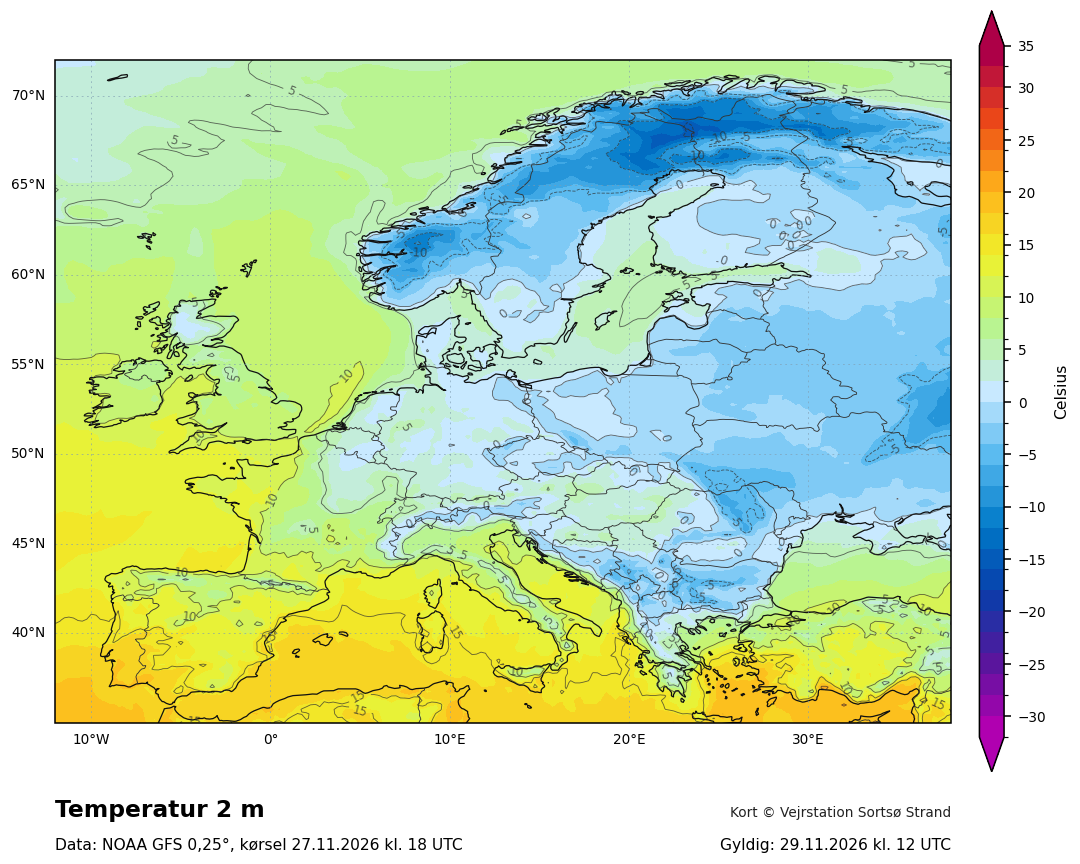 35
30
25
20
15
10
5
0
−5
−10
−15
−20
−25
−30
Celsius
70°N
65°N
60°N
55°N
50°N
45°N
40°N
10°W
0°
10°E
20°E
30°E
Temperatur 2 m
Kort © Vejrstation Sortsø Strand
Data: NOAA GFS 0,25°, kørsel 27.11.2026 kl. 18 UTC
Gyldig: 29.11.2026 kl. 12 UTC